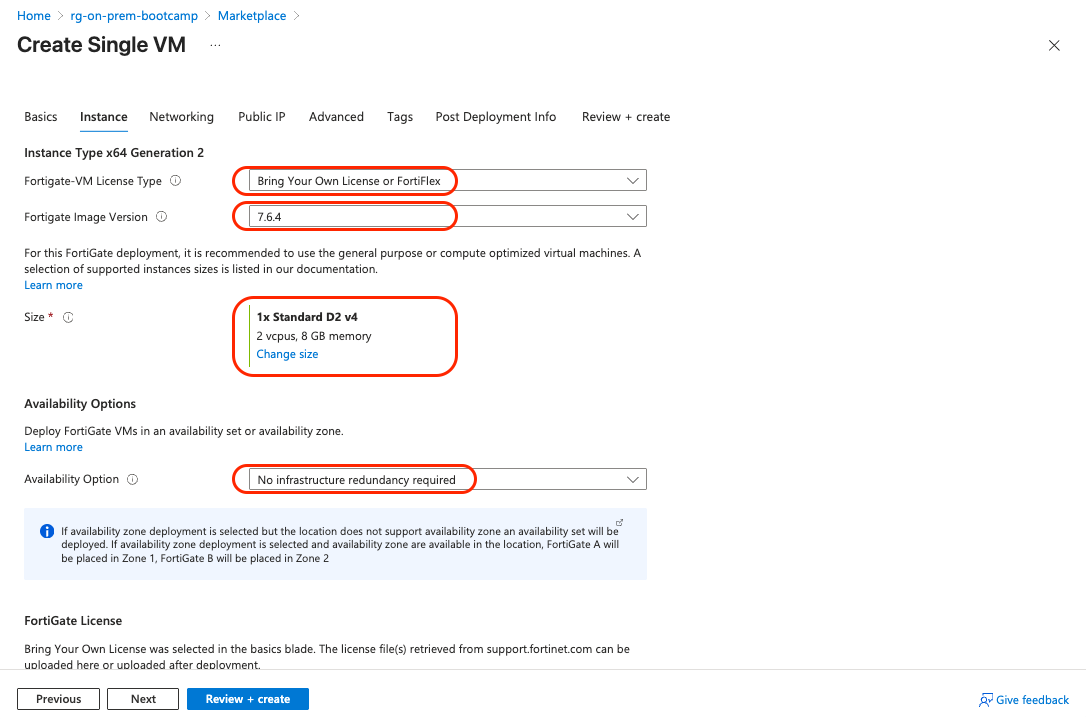 Home > rg-on-prem-bootcamp > Marketplace >
Create Single VM ...
Basics Instance Networking Public IP Advanced Tags Post Deployment Info Review + create
Instance Type x64 Generation 2
Fortigate-VM License Type Bring Your Own License or FortiFlex
Fortigate Image Version 7.6.4
For this FortiGate deployment, it is recommended to use the general purpose or compute optimized virtual machines. A
selection of supported instances sizes is listed in our documentation.
Learn more
Size * 1x Standard D2 v4
2 vcpus, 8 GB memory
Change size
Availability Options
Deploy FortiGate VMs in an availability set or availability zone.
Learn more
Availability Option No infrastructure redundancy required
If availability zone deployment is selected but the location does not support availability zone an availability set will be
deployed. If availability zone deployment is selected and availability zone are available in the location, FortiGate A will
be placed in Zone 1, FortiGate B will be placed in Zone 2
FortiGate License
Bring Your Own License was selected in the basics blade. The license file(s) retrieved from support.fortinet.com can be
uploaded here or uploaded after deployment.
Previous Next Review + create Give feedback